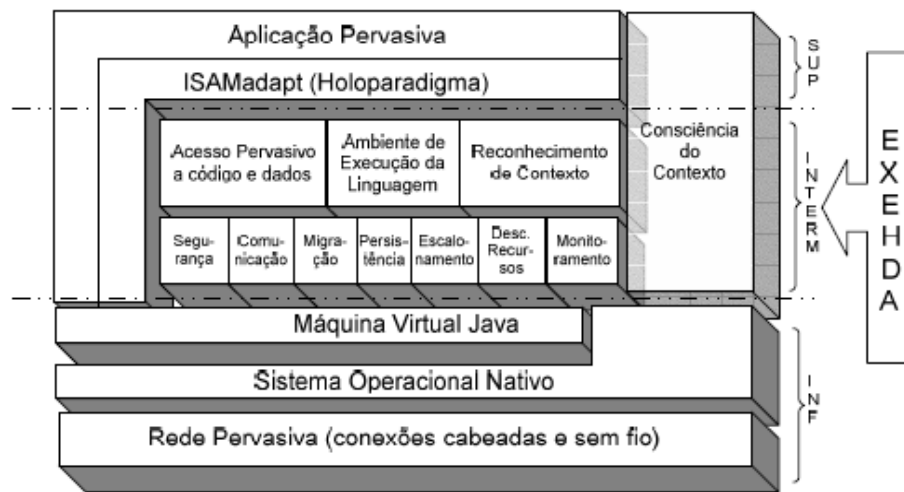 Aplicação Pervasiva
ISAMadapt (Holoparadigma)
Acesso Pervasivo
a código e dados
Ambiente de
Execução da
Linguagem
Reconhecimento
de Contexto
Consciência
do
Contexto
Segu-
rança
Comu-
nicação
Migra-
ção
Persis-
tência
Escalo-
namento
Desc.
Recur-
sos
Monito-
ramento
Máquina Virtual Java
Sistema Operacional Nativo
Rede Pervasiva (conexões cabeadas e sem fio)
SUP
INTERM
INF
EXEHDA